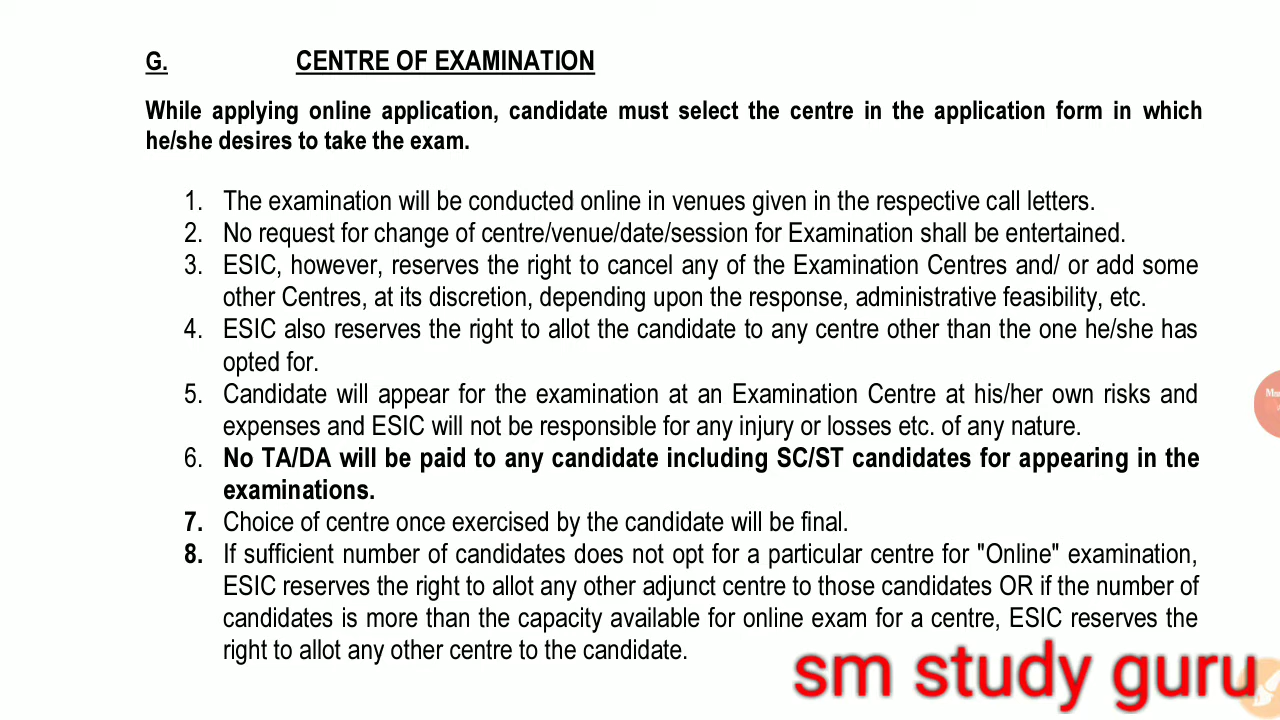 G. CENTRE OF EXAMINATION
While applying online application, candidate must select the centre in the application form in which
he/she desires to take the exam.
1. The examination will be conducted online in venues given in the respective call letters.
2. No request for change of centre/venue/date/session for Examination shall be entertained.
3. ESIC, however, reserves the right to cancel any of the Examination Centres and/ or add some
other Centres, at its discretion, depending upon the response, administrative feasibility, etc.
4. ESIC also reserves the right to allot the candidate to any centre other than the one he/she has
opted for.
5. Candidate will appear for the examination at an Examination Centre at his/her own risks and
expenses and ESIC will not be responsible for any injury or losses etc. of any nature.
6. No TA/DA will be paid to any candidate including SC/ST candidates for appearing in the
examinations.
7. Choice of centre once exercised by the candidate will be final.
8. If sufficient number of candidates does not opt for a particular centre for "Online" examination,
ESIC reserves the right to allot any other adjunct centre to those candidates OR if the number of
candidates is more than the capacity available for online exam for a centre, ESIC reserves the
right to allot any other centre to the candidate.
sm study guru